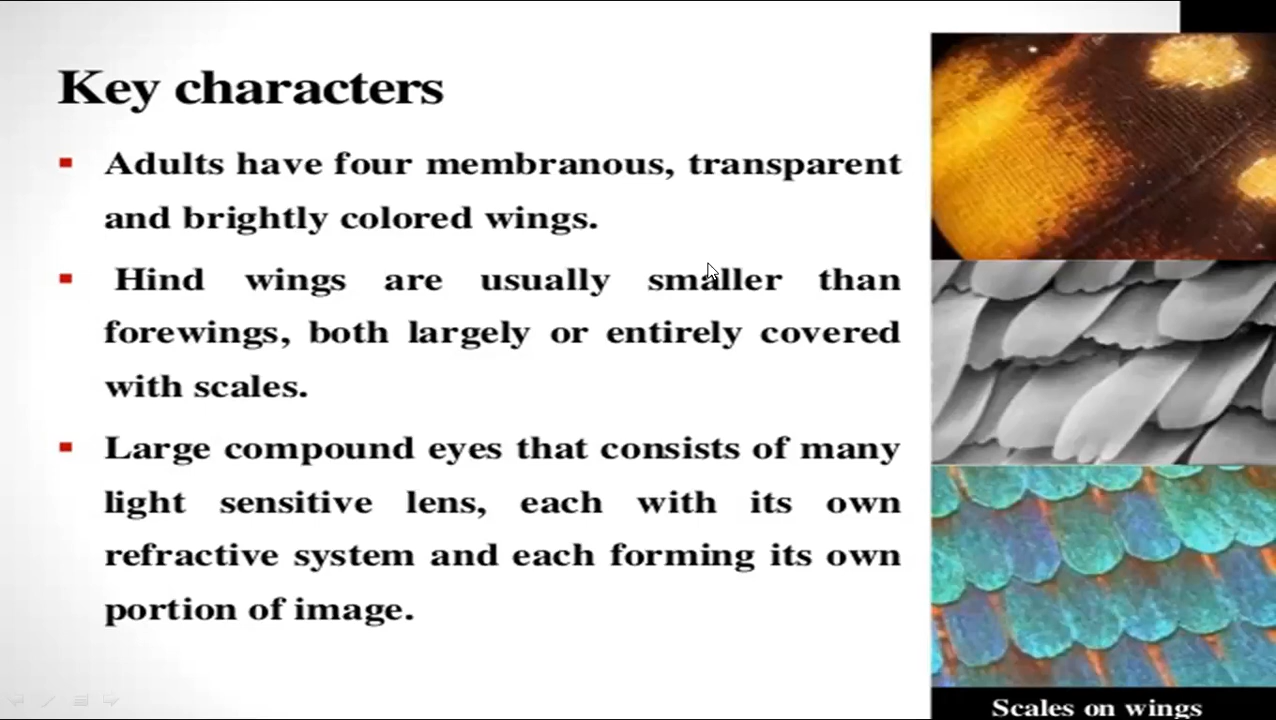 Key characters
Adults have four membranous, transparent
and brightly colored wings.
Hind wings are usually smaller than
forewings, both largely or entirely covered
with scales.
Large compound eyes that consists of many
light sensitive lens, each with its own
refractive system and each forming its own
portion of image.
Scales on wings